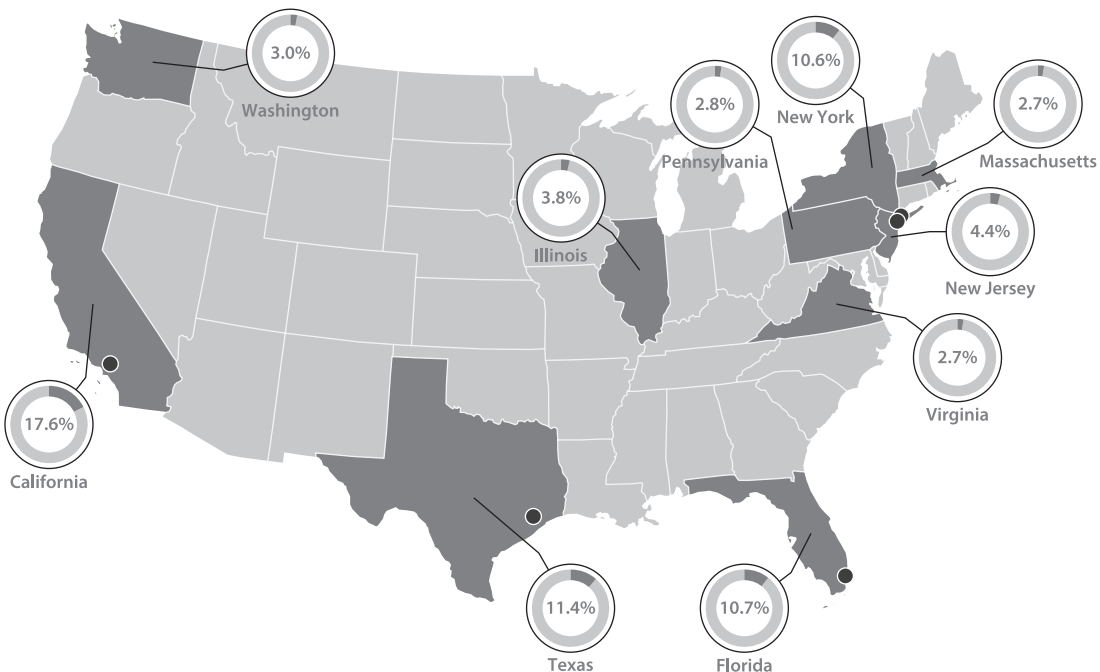 3.0%
Washington
10.6%
New York
2.8%
Pennsylvania
2.7%
Massachusetts
3.8%
Illinois
4.4%
New Jersey
2.7%
Virginia
17.6%
California
11.4%
Texas
10.7%
Florida